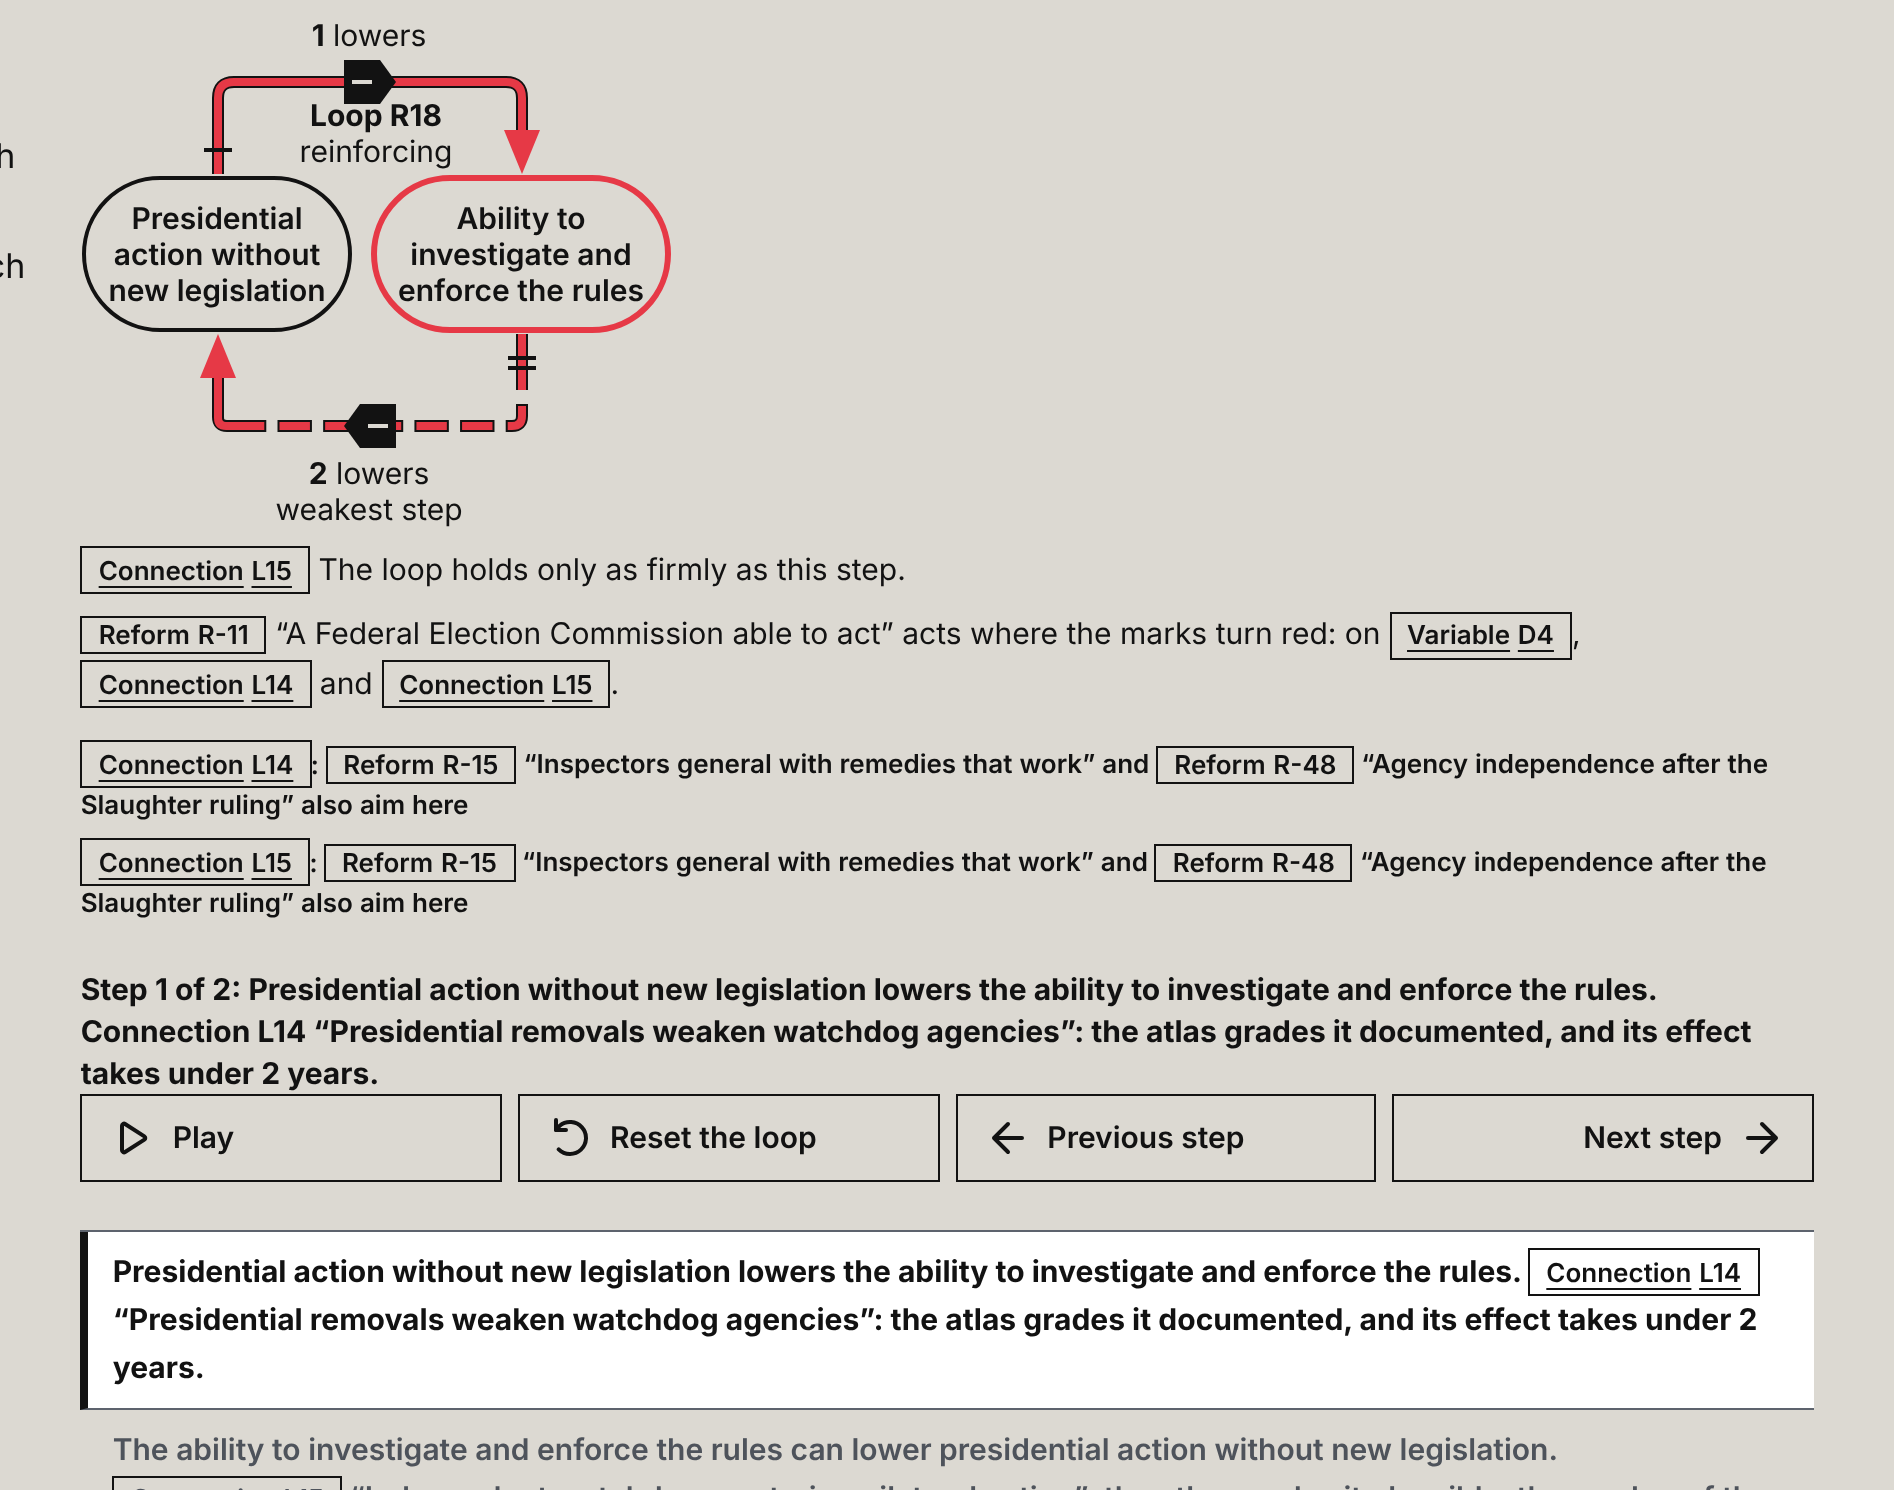 1 lowers
Loop R18
reinforcing
h
ch
Presidential
action without
new legislation
Ability to
investigate and
enforce the rules
2 lowers
weakest step
Connection L15 The loop holds only as firmly as this step.
Reform R-11 “A Federal Election Commission able to act” acts where the marks turn red: on Variable D4,
Connection L14 and Connection L15.
Connection L14: Reform R-15 “Inspectors general with remedies that work” and Reform R-48 “Agency independence after the
Slaughter ruling” also aim here
Connection L15: Reform R-15 “Inspectors general with remedies that work” and Reform R-48 “Agency independence after the
Slaughter ruling” also aim here
Step 1 of 2: Presidential action without new legislation lowers the ability to investigate and enforce the rules.
Connection L14 “Presidential removals weaken watchdog agencies”: the atlas grades it documented, and its effect
takes under 2 years.
Play
Reset the loop
Previous step
Next step
Presidential action without new legislation lowers the ability to investigate and enforce the rules. Connection L14
“Presidential removals weaken watchdog agencies”: the atlas grades it documented, and its effect takes under 2
years.
The ability to investigate and enforce the rules can lower presidential action without new legislation.